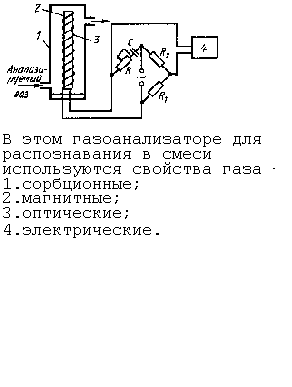 2
1
3
C
R
R₂
R₁
4
Анализи-
руемый
газ
В этом газоанализаторе для
распознавания в смеси
используются свойства газа -
1.сорбционные;
2.магнитные;
3.оптические;
4.электрические.